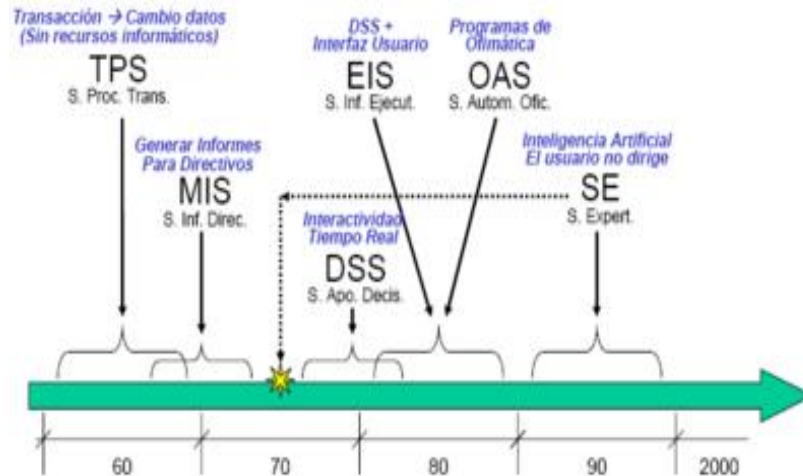 Transacción → Cambio datos
(Sin recursos informáticos)
TPS
S. Proc. Trans.
Generar Informes
Para Directivos
MIS
S. Inf. Direc.
DSS +
Interfaz Usuario
EIS
S. Inf. Ejecut.
Programas de
Ofimática
OAS
S. Autom. Ofic.
Interactividad
Tiempo Real
DSS
S. Apo. Decis.
Inteligencia Artificial
El usuario no dirige
SE
S. Expert.
60 70 80 90 2000